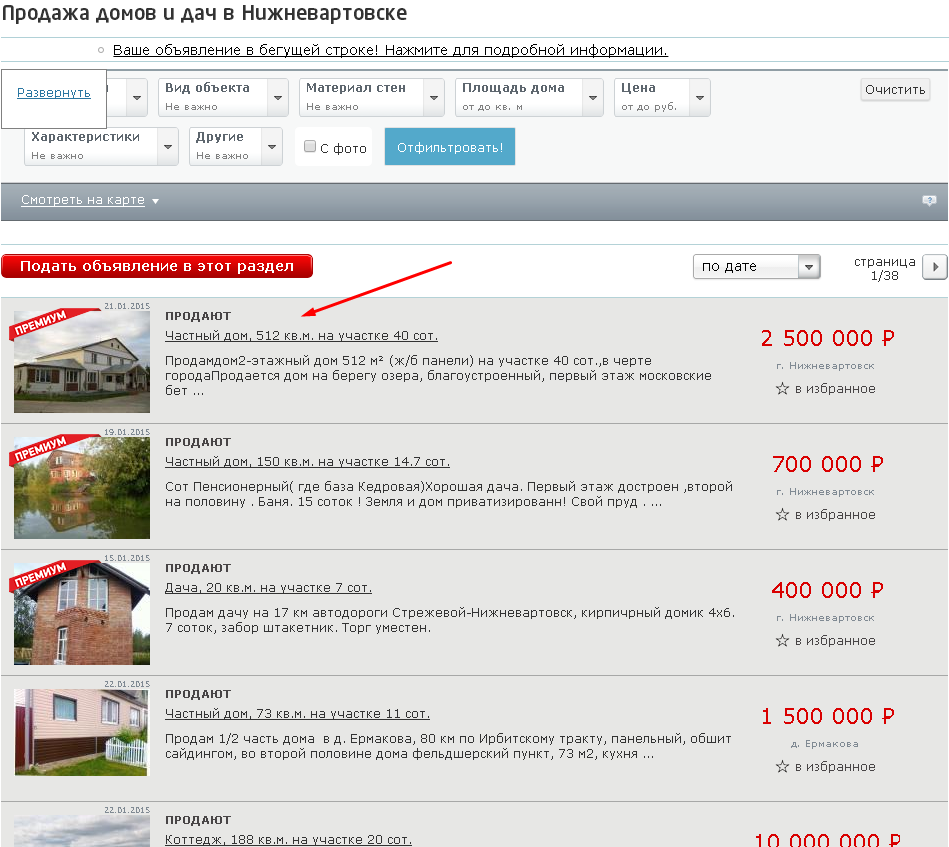 Продажа домов и дач в Нижневартовске
Ваше объявление в бегущей строке! Нажмите для подробной информации.
Развернуть
Вид объекта
Не важно
Материал стен
Не важно
Площадь дома
от до кв. м
Цена
от до руб.
Очистить
Характеристики
Не важно
Другие
Не важно
С фото
Отфильтровать!
Смотреть на карте
Подать объявление в этот раздел
по дате
страница
1/38
21.01.2015
ПРЕМИУМ
ПРОДАЮТ
Частный дом, 512 кв.м. на участке 40 сот.
Продамдом2-этажный дом 512 м² (ж/б панели) на участке 40 сот.,в черте
городаПродается дом на берегу озера, благоустроенный, первый этаж московские
бет ...
2 500 000 ₽
г. Нижневартовск
в избранное
19.01.2015
ПРЕМИУМ
ПРОДАЮТ
Частный дом, 150 кв.м. на участке 14.7 сот.
Сот Пенсионерный( где база Кедровая)Хорошая дача. Первый этаж достроен ,второй
на половину . Баня. 15 соток ! Земля и дом приватизированн! Свой пруд . ...
700 000 ₽
г. Нижневартовск
в избранное
15.01.2015
ПРЕМИУМ
ПРОДАЮТ
Дача, 20 кв.м. на участке 7 сот.
Продам дачу на 17 км автодороги Стрежевой-Нижневартовск, кирпичрный домик 4х6.
7 соток, забор штакетник. Торг уместен.
400 000 ₽
г. Нижневартовск
в избранное
22.01.2015
ПРОДАЮТ
Частный дом, 73 кв.м. на участке 11 сот.
Продам 1/2 часть дома в д. Ермакова, 80 км по Ирбитскому тракту, панельный, обшит
сайдингом, во второй половине дома фельдшерский пункт, 73 м2, кухня ...
1 500 000 ₽
д. Ермакова
в избранное
22.01.2015
ПРОДАЮТ
Коттедж, 188 кв.м. на участке 20 сот.
10 000 000 ₽